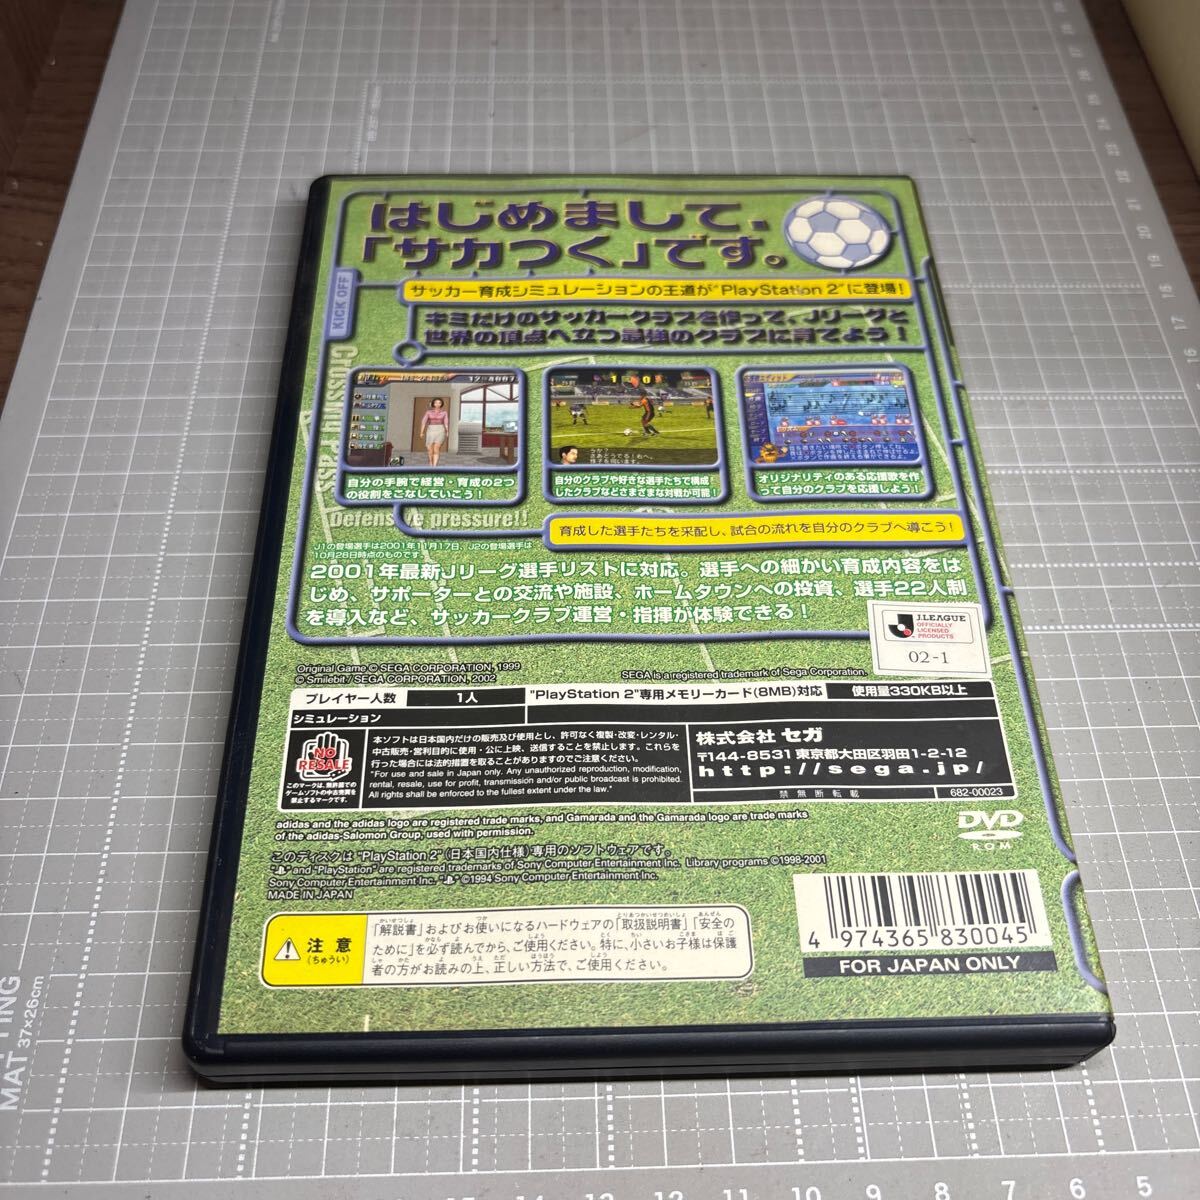 はじめまして、
「サカつく」です。
KICK OFF
サッカー育成シミュレーションの王道が"PlayStation 2"に登場!
キミだけのサッカークラブを作って、Jリーグと
世界の頂点へ立つ最強のクラブに育てよう!
自分の手腕で経営・育成の2つ
の役割をこなしていこう!
自分のクラブや好きな選手たちで構成
したクラブなどさまざまな対戦が可能!
オリジナリティのある応援歌を作
って自分のクラブを応援しよう!
Defensive pressure!!
育成した選手たちを采配し、試合の流れを自分のクラブへ導こう!
J1の登場選手は2001年11月17日、J2の登場選手は
10月28日時点のものです。
2001年最新Jリーグ選手リストに対応。選手への細かい育成内容をは
じめ、サポーターとの交流や施設、ホームタウンへの投資、選手22人制
を導入など、サッカークラブ運営・指揮が体験できる!
J.LEAGUE
OFFICIALLY
LICENSED
PRODUCTS
02-1
Original Game © SEGA CORPORATION, 1999
© Smilebit / SEGA CORPORATION, 2002
SEGA is a registered trademark of Sega Corporation.
プレイヤー人数 1人 "PlayStation 2"専用メモリーカード(8MB)対応 使用量330KB以上
シミュレーション
NO RESALE
このマークは、無許諾での
ゲームソフトの中古売買を
禁止するマークです。
本ソフトは日本国内だけの販売及び使用とし、許可なく複製・改変・レンタル・
中古販売・営利目的に使用・公に上映、送信することを禁止します。これらを
行った場合には法的措置を取ることがありますのでご注意ください。
"For use and sale in Japan only. Any unauthorized reproduction, modification,
rental, resale, use for profit, transmission and/or public broadcast is prohibited.
All rights shall be enforced to the fullest extent under the law."
株式会社 セガ
〒144-8531 東京都大田区羽田1-2-12
http://sega.jp/
禁無断転載 682-00023
adidas and the adidas logo are registered trade marks, and Gamarada and the Gamarada logo are trade marks
of the adidas-Salomon Group, used with permission.
DVD
ROM
このディスクは "PlayStation 2" (日本国内仕様) 専用のソフトウェアです。
" " and "PlayStation" are registered trademarks of Sony Computer Entertainment Inc. Library programs ©1998-2001
Sony Computer Entertainment Inc. " " ©1994 Sony Computer Entertainment Inc.
MADE IN JAPAN
注意
(ちゅうい)
「解説書」およびお使いになるハードウェアの「取扱説明書」「安全の
ために」を必ず読んでから、ご使用ください。特に、小さいお子様は保護
者の方がお読みの上、正しい方法で、ご使用ください。
4 974365 830045
FOR JAPAN ONLY
MAT 37×26cm